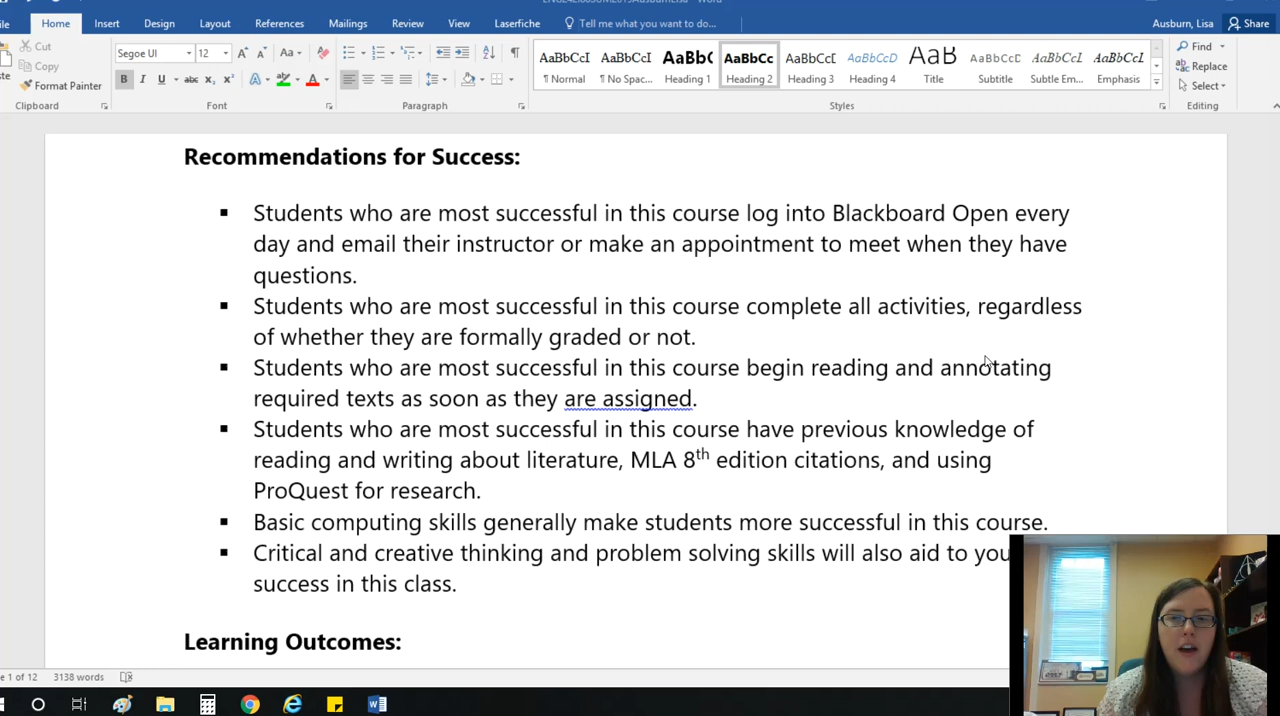 Home Insert Design Layout References Mailings Review View Laserfiche Tell me what you want to do... Ausburn, Lisa Share
Cut
Copy
Format Painter
Clipboard
Segoe UI 12
Font
Paragraph
AaBbCcI AaBbCcI AaBbC AaBbCc AaBbCcD AaBbCcD AaB AaBbCcD AaBbCcI AaBbCcL
¶ Normal ¶ No Spac... Heading 1 Heading 2 Heading 3 Heading 4 Title Subtitle Subtle Em... Emphasis
Styles
Find
Replace
Select
Editing
Recommendations for Success:
▪ Students who are most successful in this course log into Blackboard Open every
day and email their instructor or make an appointment to meet when they have
questions.
▪ Students who are most successful in this course complete all activities, regardless
of whether they are formally graded or not.
▪ Students who are most successful in this course begin reading and annotating
required texts as soon as they are assigned.
▪ Students who are most successful in this course have previous knowledge of
reading and writing about literature, MLA 8th edition citations, and using
ProQuest for research.
▪ Basic computing skills generally make students more successful in this course.
▪ Critical and creative thinking and problem solving skills will also aid to you
success in this class.
Learning Outcomes:
1 of 12 3138 words